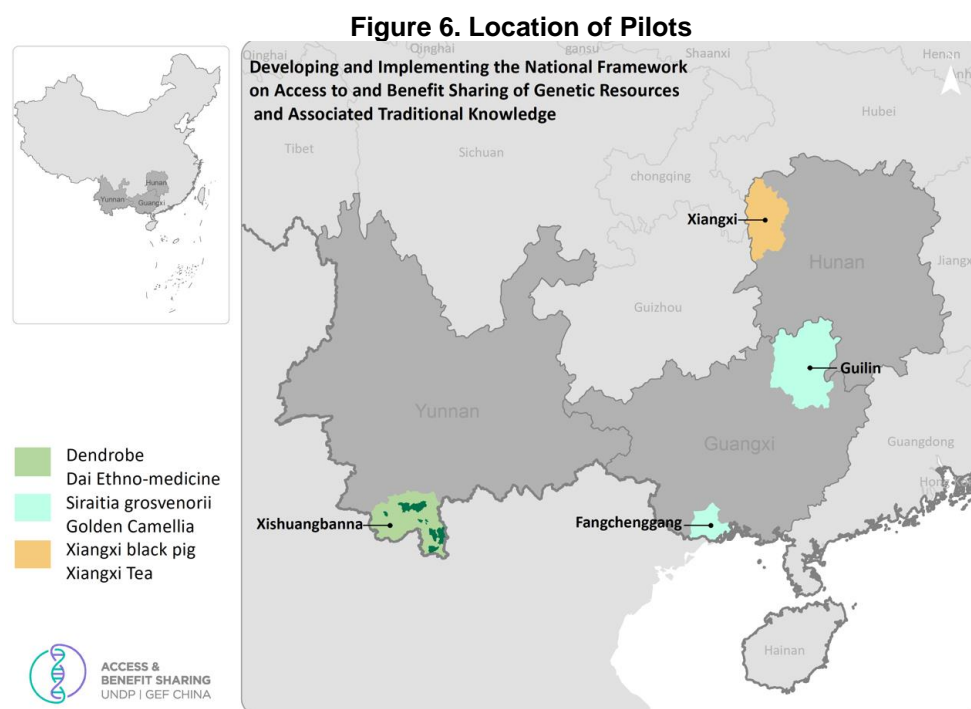 Figure 6. Location of Pilots
Developing and Implementing the National Framework
on Access to and Benefit Sharing of Genetic Resources
and Associated Traditional Knowledge
Qinghai
Qinghai
gansu
Shaanxi
Henan
Tibet
Sichuan
chongqing
Hubei
Xiangxi
Hunan
Jiangx
Guizhou
Guilin
Yunnan
Guangxi
Guangdong
Hong
Xishuangbanna
Fangchenggang
Hainan
Hunan
Yunnan
Guangxi
Dendrobe
Dai Ethno-medicine
Siraitia grosvenorii
Golden Camellia
Xiangxi black pig
Xiangxi Tea
ACCESS &
BENEFIT SHARING
UNDP | GEF CHINA